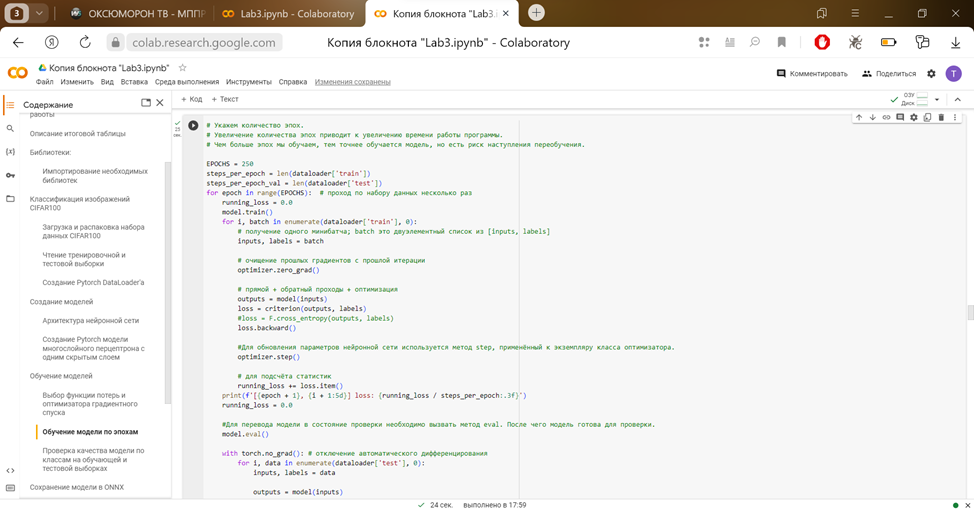 3
ОКСЮМОРОН ТВ - МППР
Lab3.ipynb - Colaboratory
Копия блокнота "Lab3.ipynb"
colab.research.google.com
Копия блокнота "Lab3.ipynb" - Colaboratory
Копия блокнота "Lab3.ipynb"
Файл Изменить Вид Вставка Среда выполнения Инструменты Справка Изменения сохранены
Комментировать
Поделиться
T
Содержание
работы
Описание итоговой таблицы
Библиотеки:
Импортирование необходимых
библиотек
Классификация изображений
CIFAR100
Загрузка и распаковка набора
данных CIFAR100
Чтение тренировочной и
тестовой выборки
Создание Pytorch DataLoader'а
Создание моделей
Архитектура нейронной сети
Создание Pytorch модели
многослойного перцептрона с
одним скрытым слоем
Обучение моделей
Выбор функции потерь и
оптимизатора градиентного
спуска
Обучение модели по эпохам
Проверка качества модели по
классам на обучающей и
тестовой выборках
Сохранение модели в ONNX
+ Код + Текст
ОЗУ
Диск
25
сек.
# Укажем количество эпох.
# Увеличение количества эпох приводит к увеличению времени работы программы.
# Чем больше эпох мы обучаем, тем точнее обучается модель, но есть риск наступления переобучения.
EPOCHS = 250
steps_per_epoch = len(dataloader['train'])
steps_per_epoch_val = len(dataloader['test'])
for epoch in range(EPOCHS):  # проход по набору данных несколько раз
running_loss = 0.0
model.train()
for i, batch in enumerate(dataloader['train'], 0):
# получение одного минибатча; batch это двуэлементный список из [inputs, labels]
inputs, labels = batch
# очищение прошлых градиентов с прошлой итерации
optimizer.zero_grad()
# прямой + обратный проходы + оптимизация
outputs = model(inputs)
loss = criterion(outputs, labels)
#loss = F.cross_entropy(outputs, labels)
loss.backward()
#Для обновления параметров нейронной сети используется метод step, применённый к экземпляру класса оптимизатора.
optimizer.step()
# для подсчёта статистик
running_loss += loss.item()
print(f'[{epoch + 1}, {i + 1:5d}] loss: {running_loss / steps_per_epoch:.3f}')
running_loss = 0.0
#Для перевода модели в состояние проверки необходимо вызвать метод eval. После чего модель готова для проверки.
model.eval()
with torch.no_grad(): # отключение автоматического дифференцирования
for i, data in enumerate(dataloader['test'], 0):
inputs, labels = data
outputs = model(inputs)
24 сек. выполнено в 17:59